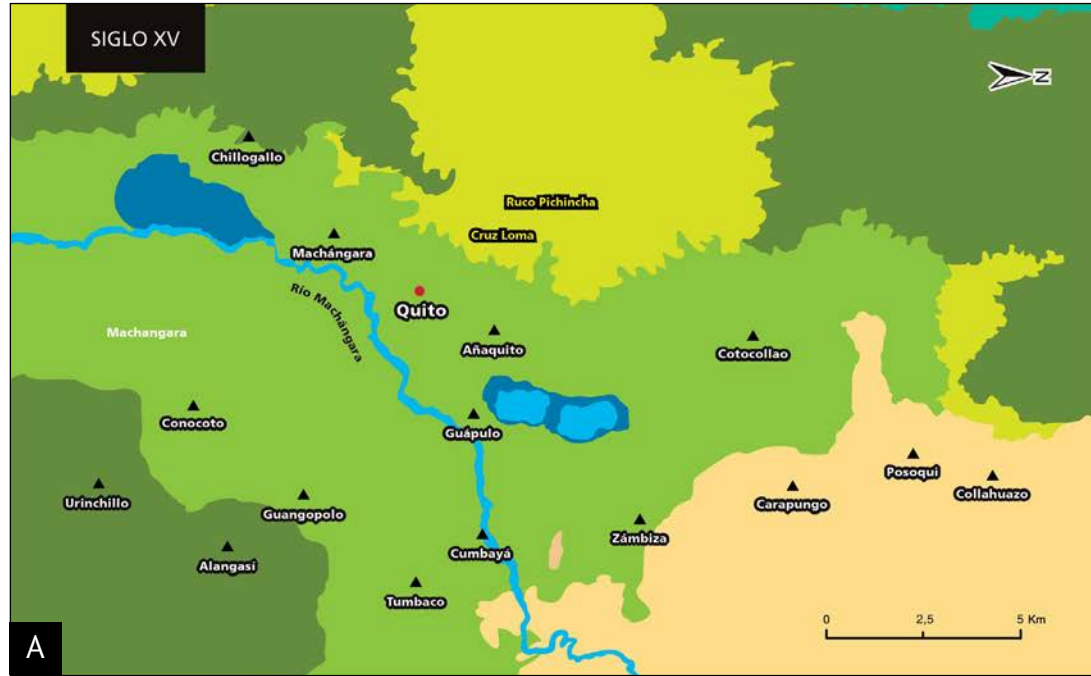 SIGLO XV
N
Chillogallo
Ruco Pichincha
Cruz Loma
Machángara
Río Machángara
Quito
Machangara
Añaquito
Cotocollao
Conocoto
Guápulo
Posoqui
Collahuazo
Urinchillo
Guangopolo
Carapungo
Zámbiza
Cumbayá
Alangasí
Tumbaco
0 2,5 5 Km
A